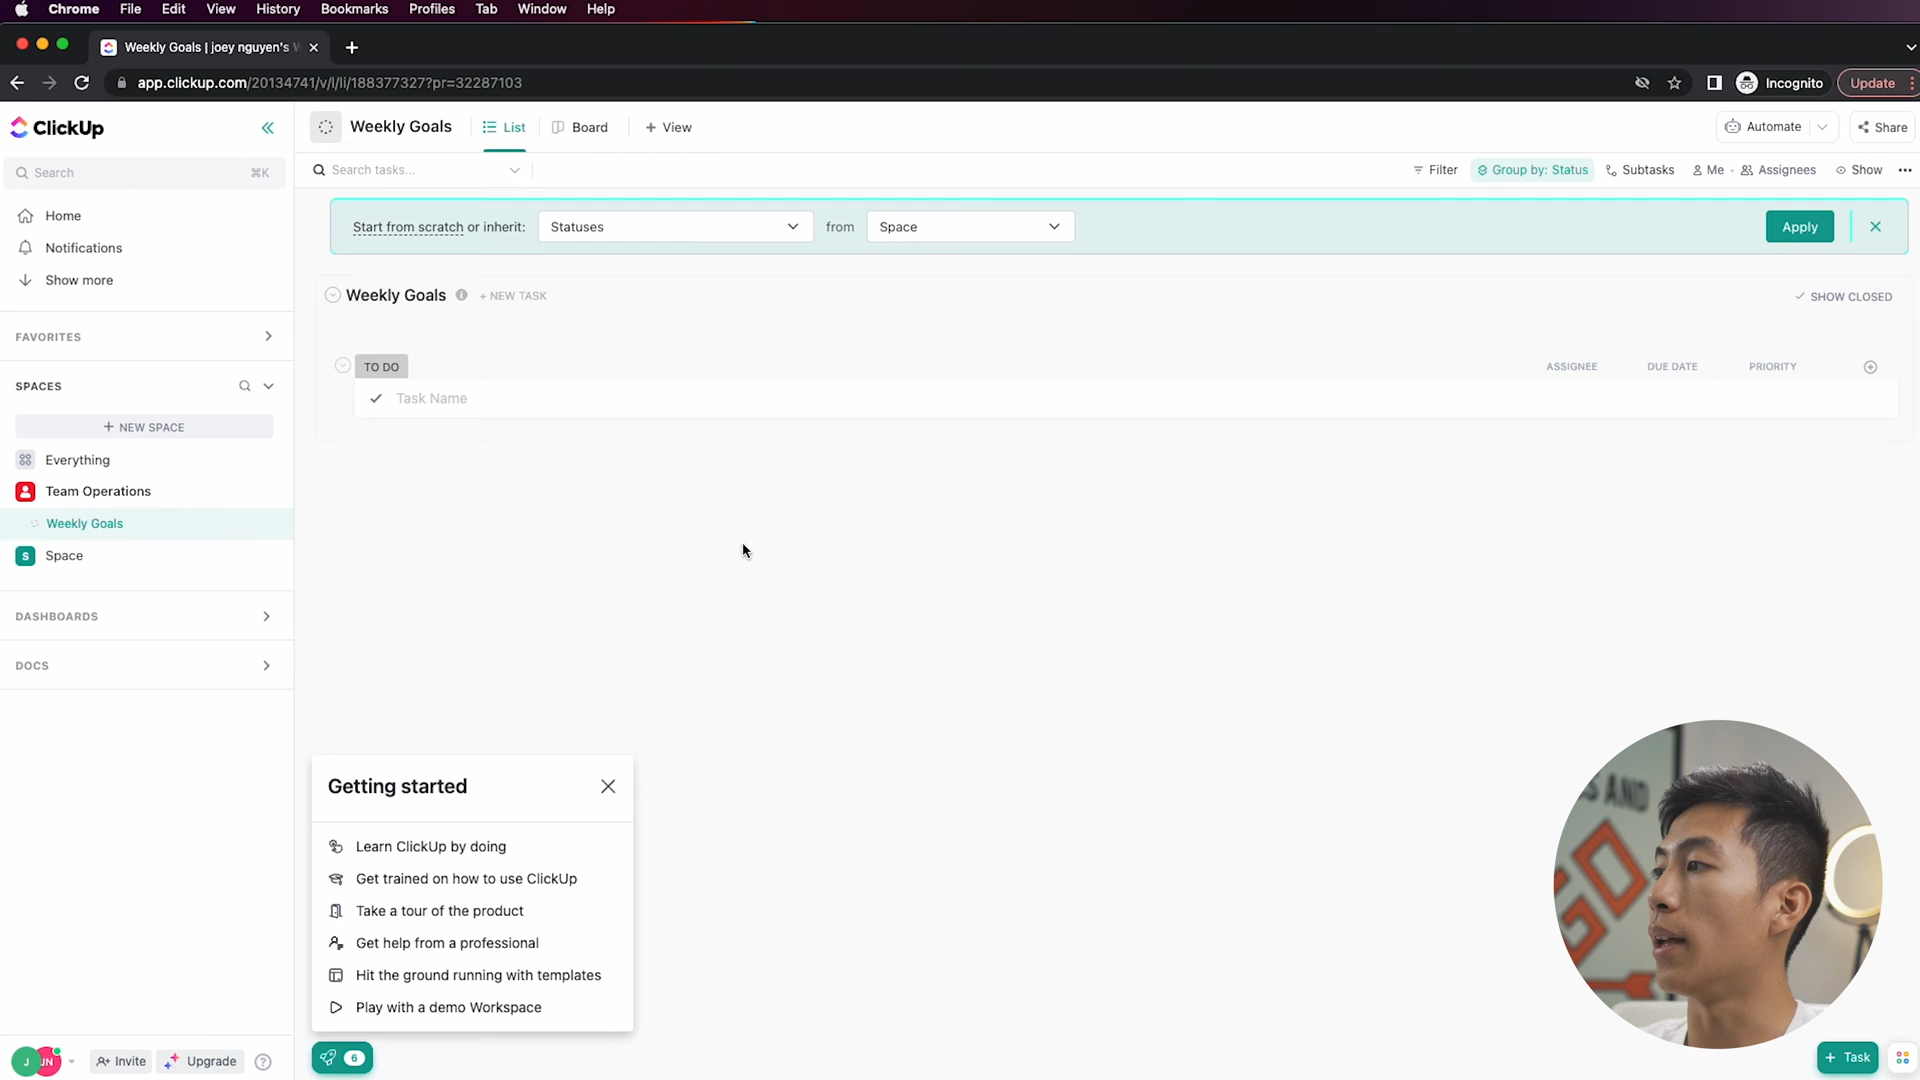 Chrome File Edit View History Bookmarks Profiles Tab Window Help
Weekly Goals | joey nguyen's
app.clickup.com/20134741/v/l/li/188377327?pr=32287103
Incognito
Update
ClickUp
Weekly Goals
List
Board
+ View
Automate
Share
Search ⌘K
Search tasks...
Filter
Group by: Status
Subtasks
Me
Assignees
Show
Home
Notifications
Show more
Start from scratch or inherit:
Statuses
from
Space
Apply
Weekly Goals
+ NEW TASK
SHOW CLOSED
FAVORITES
TO DO
ASSIGNEE
DUE DATE
PRIORITY
Task Name
SPACES
+ NEW SPACE
Everything
Team Operations
Weekly Goals
S
Space
DASHBOARDS
DOCS
Getting started
Learn ClickUp by doing
Get trained on how to use ClickUp
Take a tour of the product
Get help from a professional
Hit the ground running with templates
Play with a demo Workspace
J
JN
Invite
Upgrade
?
6
+ Task
AND
GO